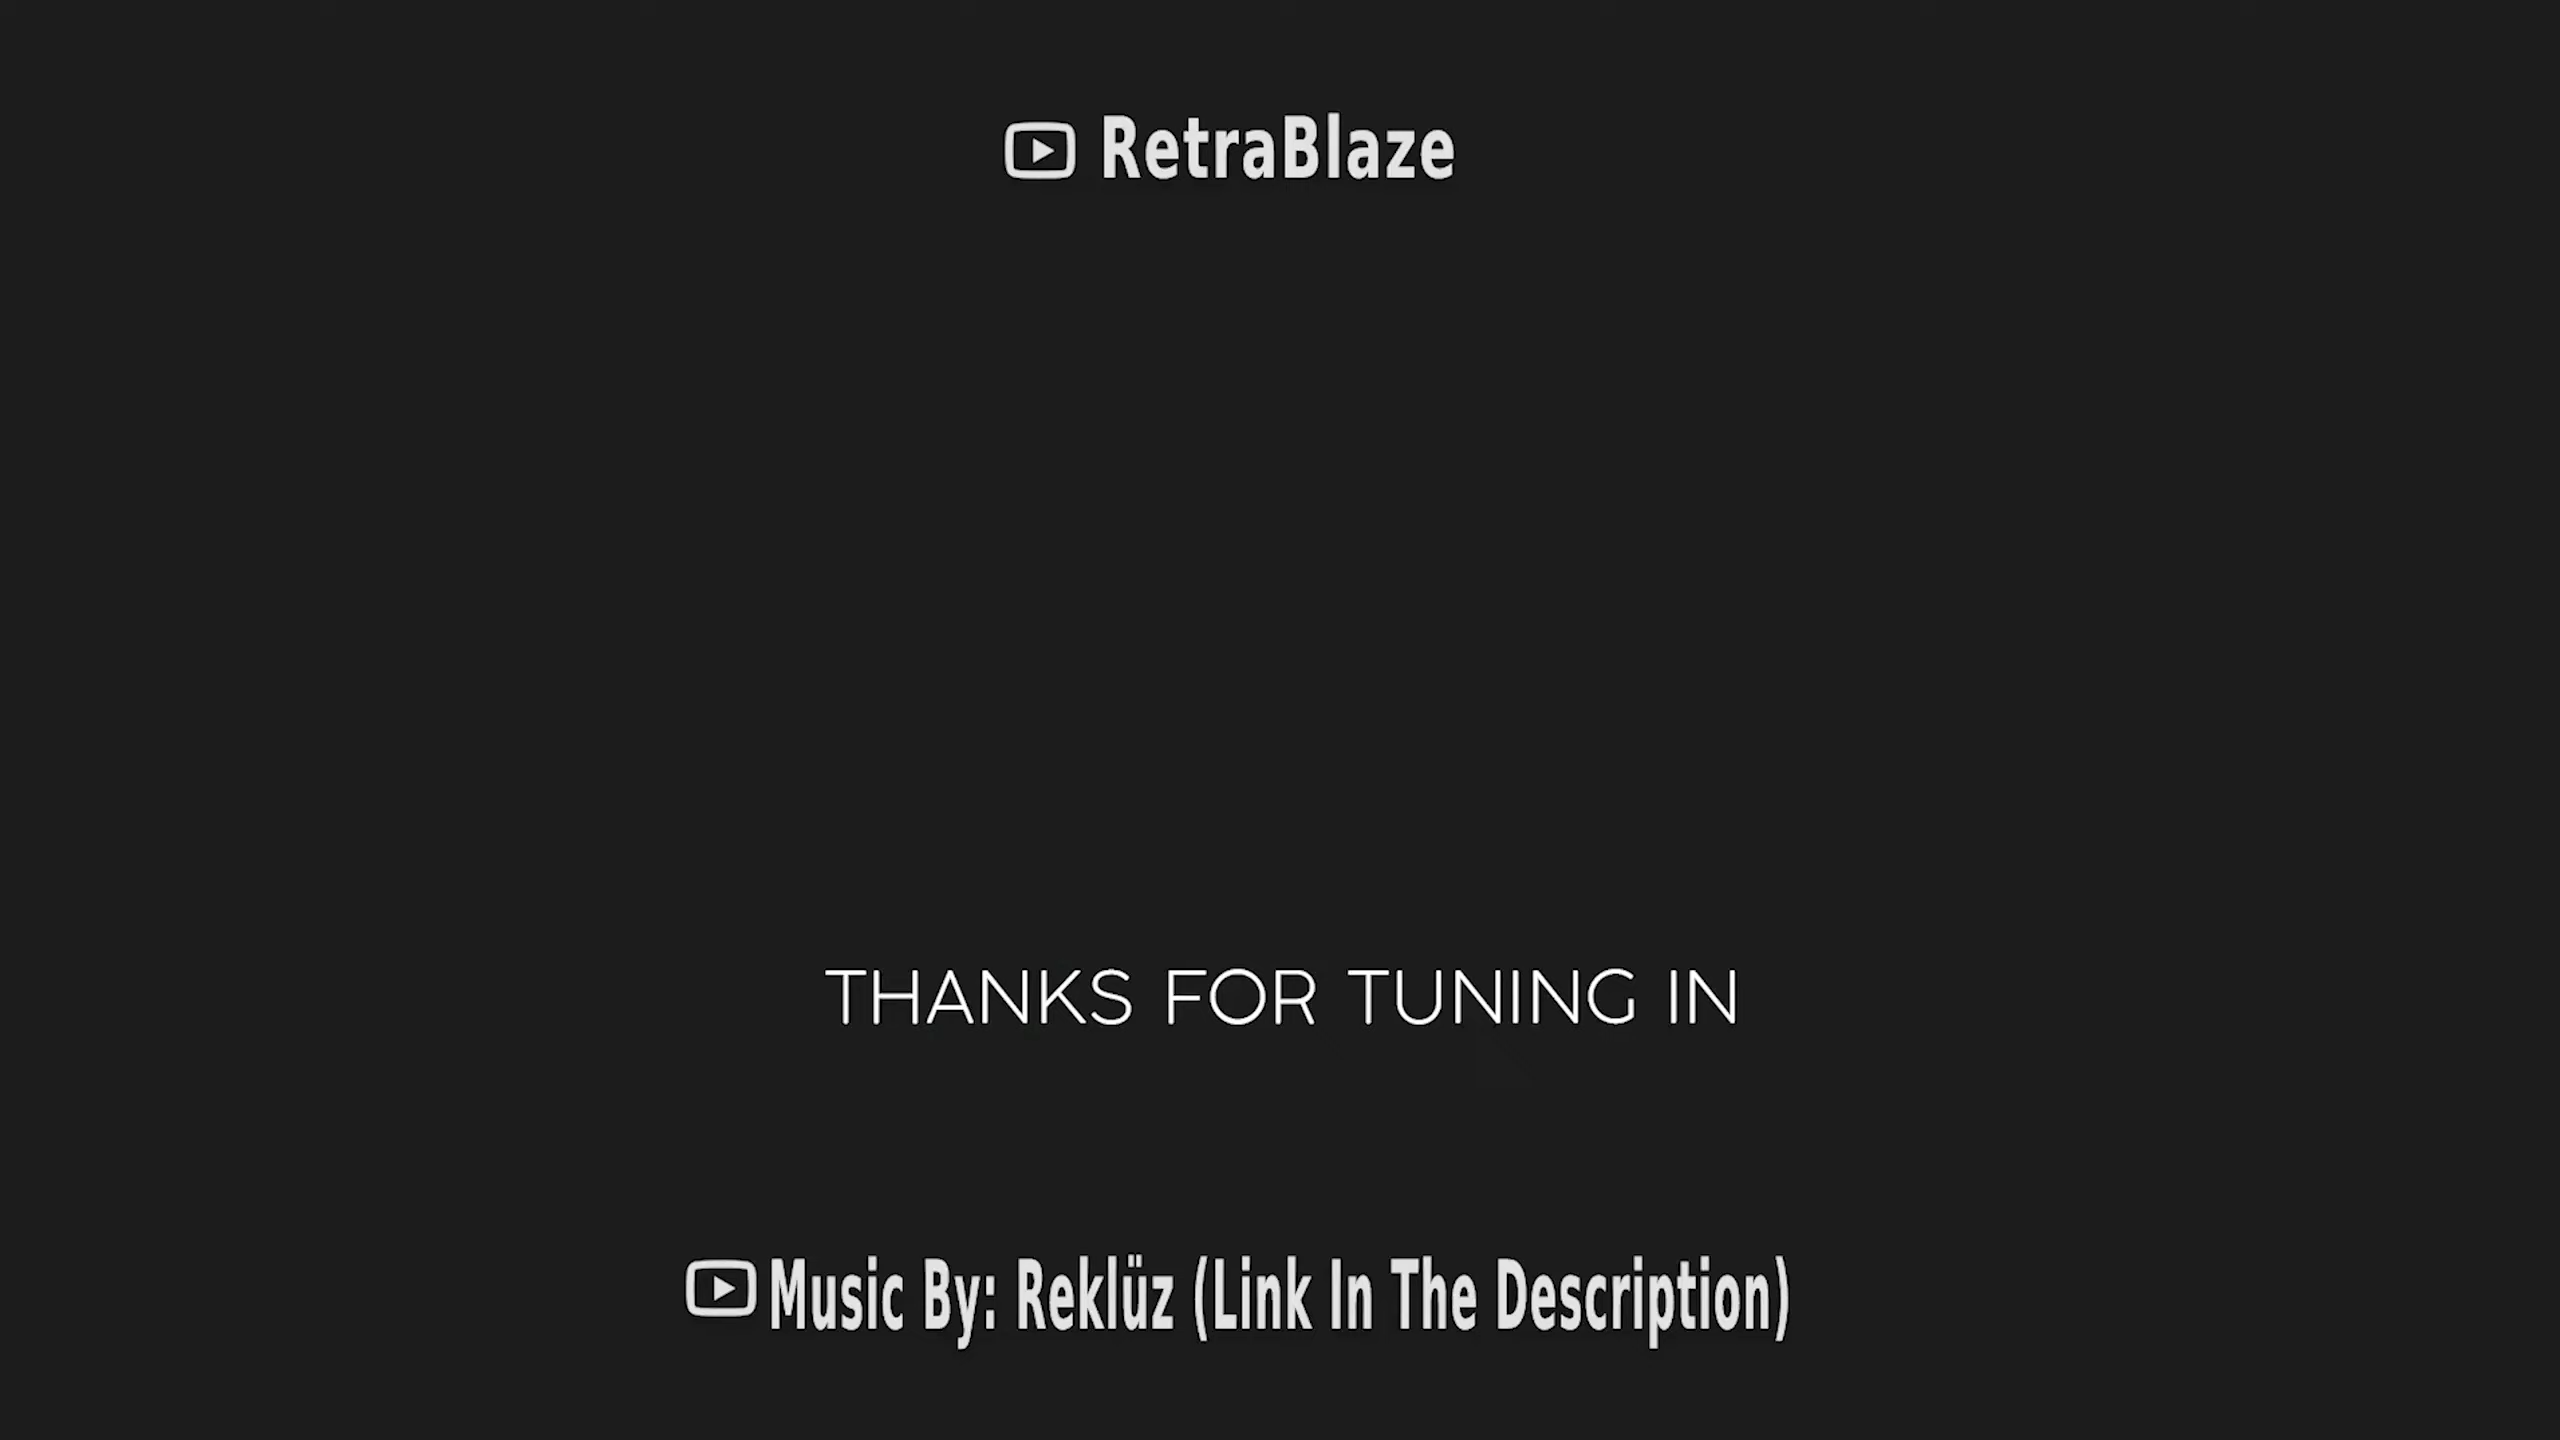 RetraBlaze
THANKS FOR TUNING IN
Music By: Reklüz (Link In The Description)